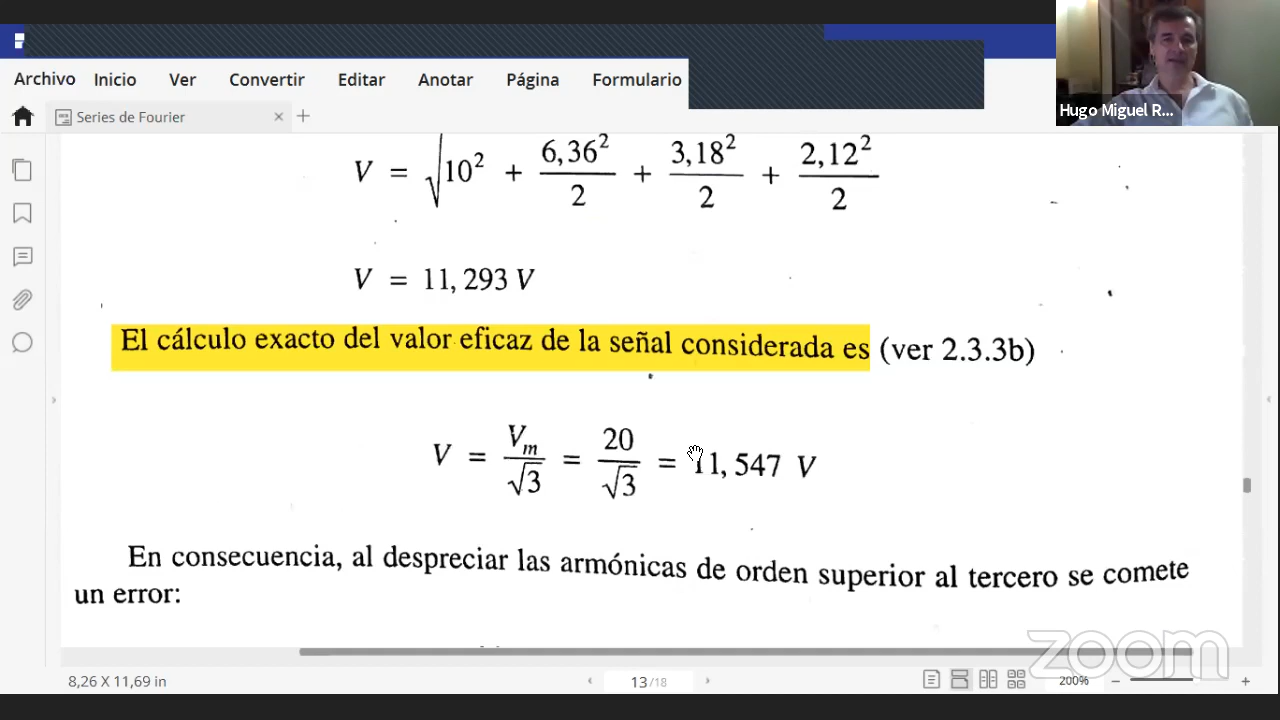 Archivo Inicio Ver Convertir Editar Anotar Página Formulario
Series de Fourier
Hugo Miguel R...
V = √10² + 6,36²/2 + 3,18²/2 + 2,12²/2
V = 11,293 V
El cálculo exacto del valor eficaz de la señal considerada es (ver 2.3.3b)
V = Vm/√3 = 20/√3 = 11,547 V
En consecuencia, al despreciar las armónicas de orden superior al tercero se comete
un error:
zoom
8,26 X 11,69 in
13/18
200%